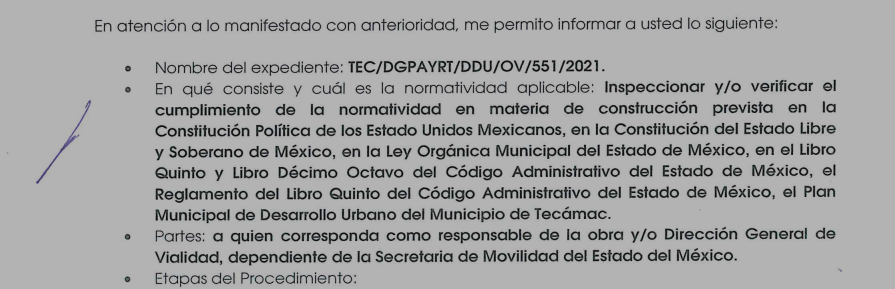 En atención a lo manifestado con anterioridad, me permito informar a usted lo siguiente:
• Nombre del expediente: TEC/DGPAYRT/DDU/OV/551/2021.
• En qué consiste y cuál es la normatividad aplicable: Inspeccionar y/o verificar el
cumplimiento de la normatividad en materia de construcción prevista en la
Constitución Política de los Estado Unidos Mexicanos, en la Constitución del Estado Libre
y Soberano de México, en la Ley Orgánica Municipal del Estado de México, en el Libro
Quinto y Libro Décimo Octavo del Código Administrativo del Estado de México, el
Reglamento del Libro Quinto del Código Administrativo del Estado de México, el Plan
Municipal de Desarrollo Urbano del Municipio de Tecámac.
• Partes: a quien corresponda como responsable de la obra y/o Dirección General de
Vialidad, dependiente de la Secretaria de Movilidad del Estado del México.
• Etapas del Procedimiento: